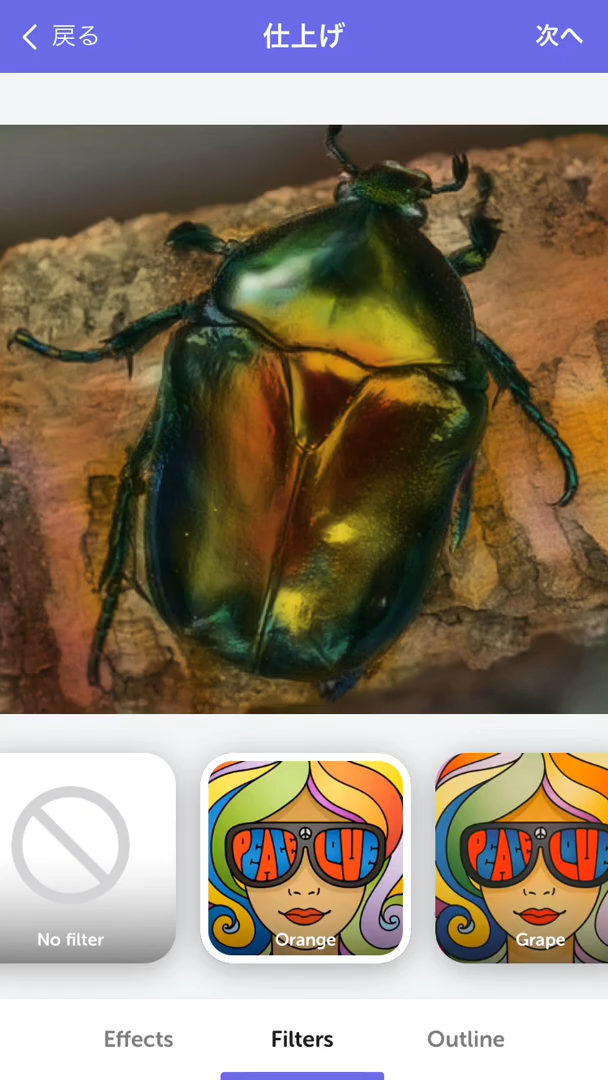 戻る
仕上げ
次へ
No filter
PEACE LOVE
Orange
PEACE LOVE
Grape
Effects
Filters
Outline